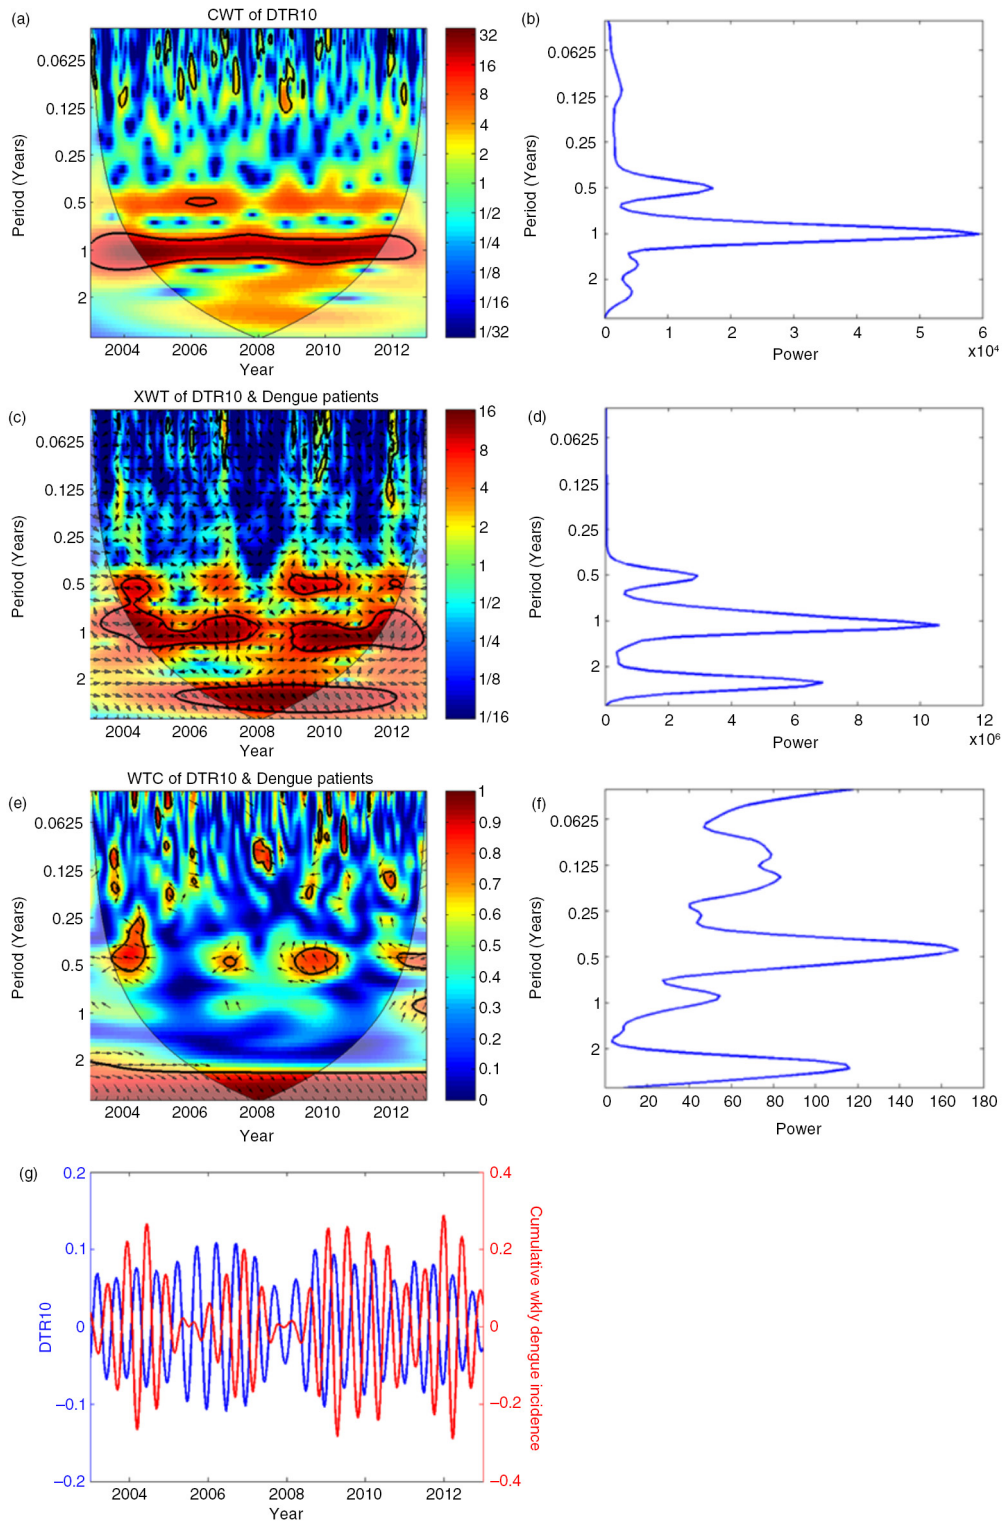 (a)
CWT of DTR10
Period (Years)
0.0625
0.125
0.25
0.5
1
2
2004 2006 2008 2010 2012
Year
32
16
8
4
2
1
1/2
1/4
1/8
1/16
1/32
(b)
Period (Years)
0.0625
0.125
0.25
0.5
1
2
0 1 2 3 4 5 6
x10⁴
Power
(c)
XWT of DTR10 & Dengue patients
Period (Years)
0.0625
0.125
0.25
0.5
1
2
2004 2006 2008 2010 2012
Year
16
8
4
2
1
1/2
1/4
1/8
1/16
(d)
Period (Years)
0.0625
0.125
0.25
0.5
1
2
0 2 4 6 8 10 12
x10⁶
Power
(e)
WTC of DTR10 & Dengue patients
Period (Years)
0.0625
0.125
0.25
0.5
1
2
2004 2006 2008 2010 2012
Year
1
0.9
0.8
0.7
0.6
0.5
0.4
0.3
0.2
0.1
0
(f)
Period (Years)
0.0625
0.125
0.25
0.5
1
2
0 20 40 60 80 100 120 140 160 180
Power
(g)
DTR10
0.2
0.1
0
−0.1
−0.2
2004 2006 2008 2010 2012
Year
0.4
0.2
0
−0.2
−0.4
Cumulative wkly dengue incidence